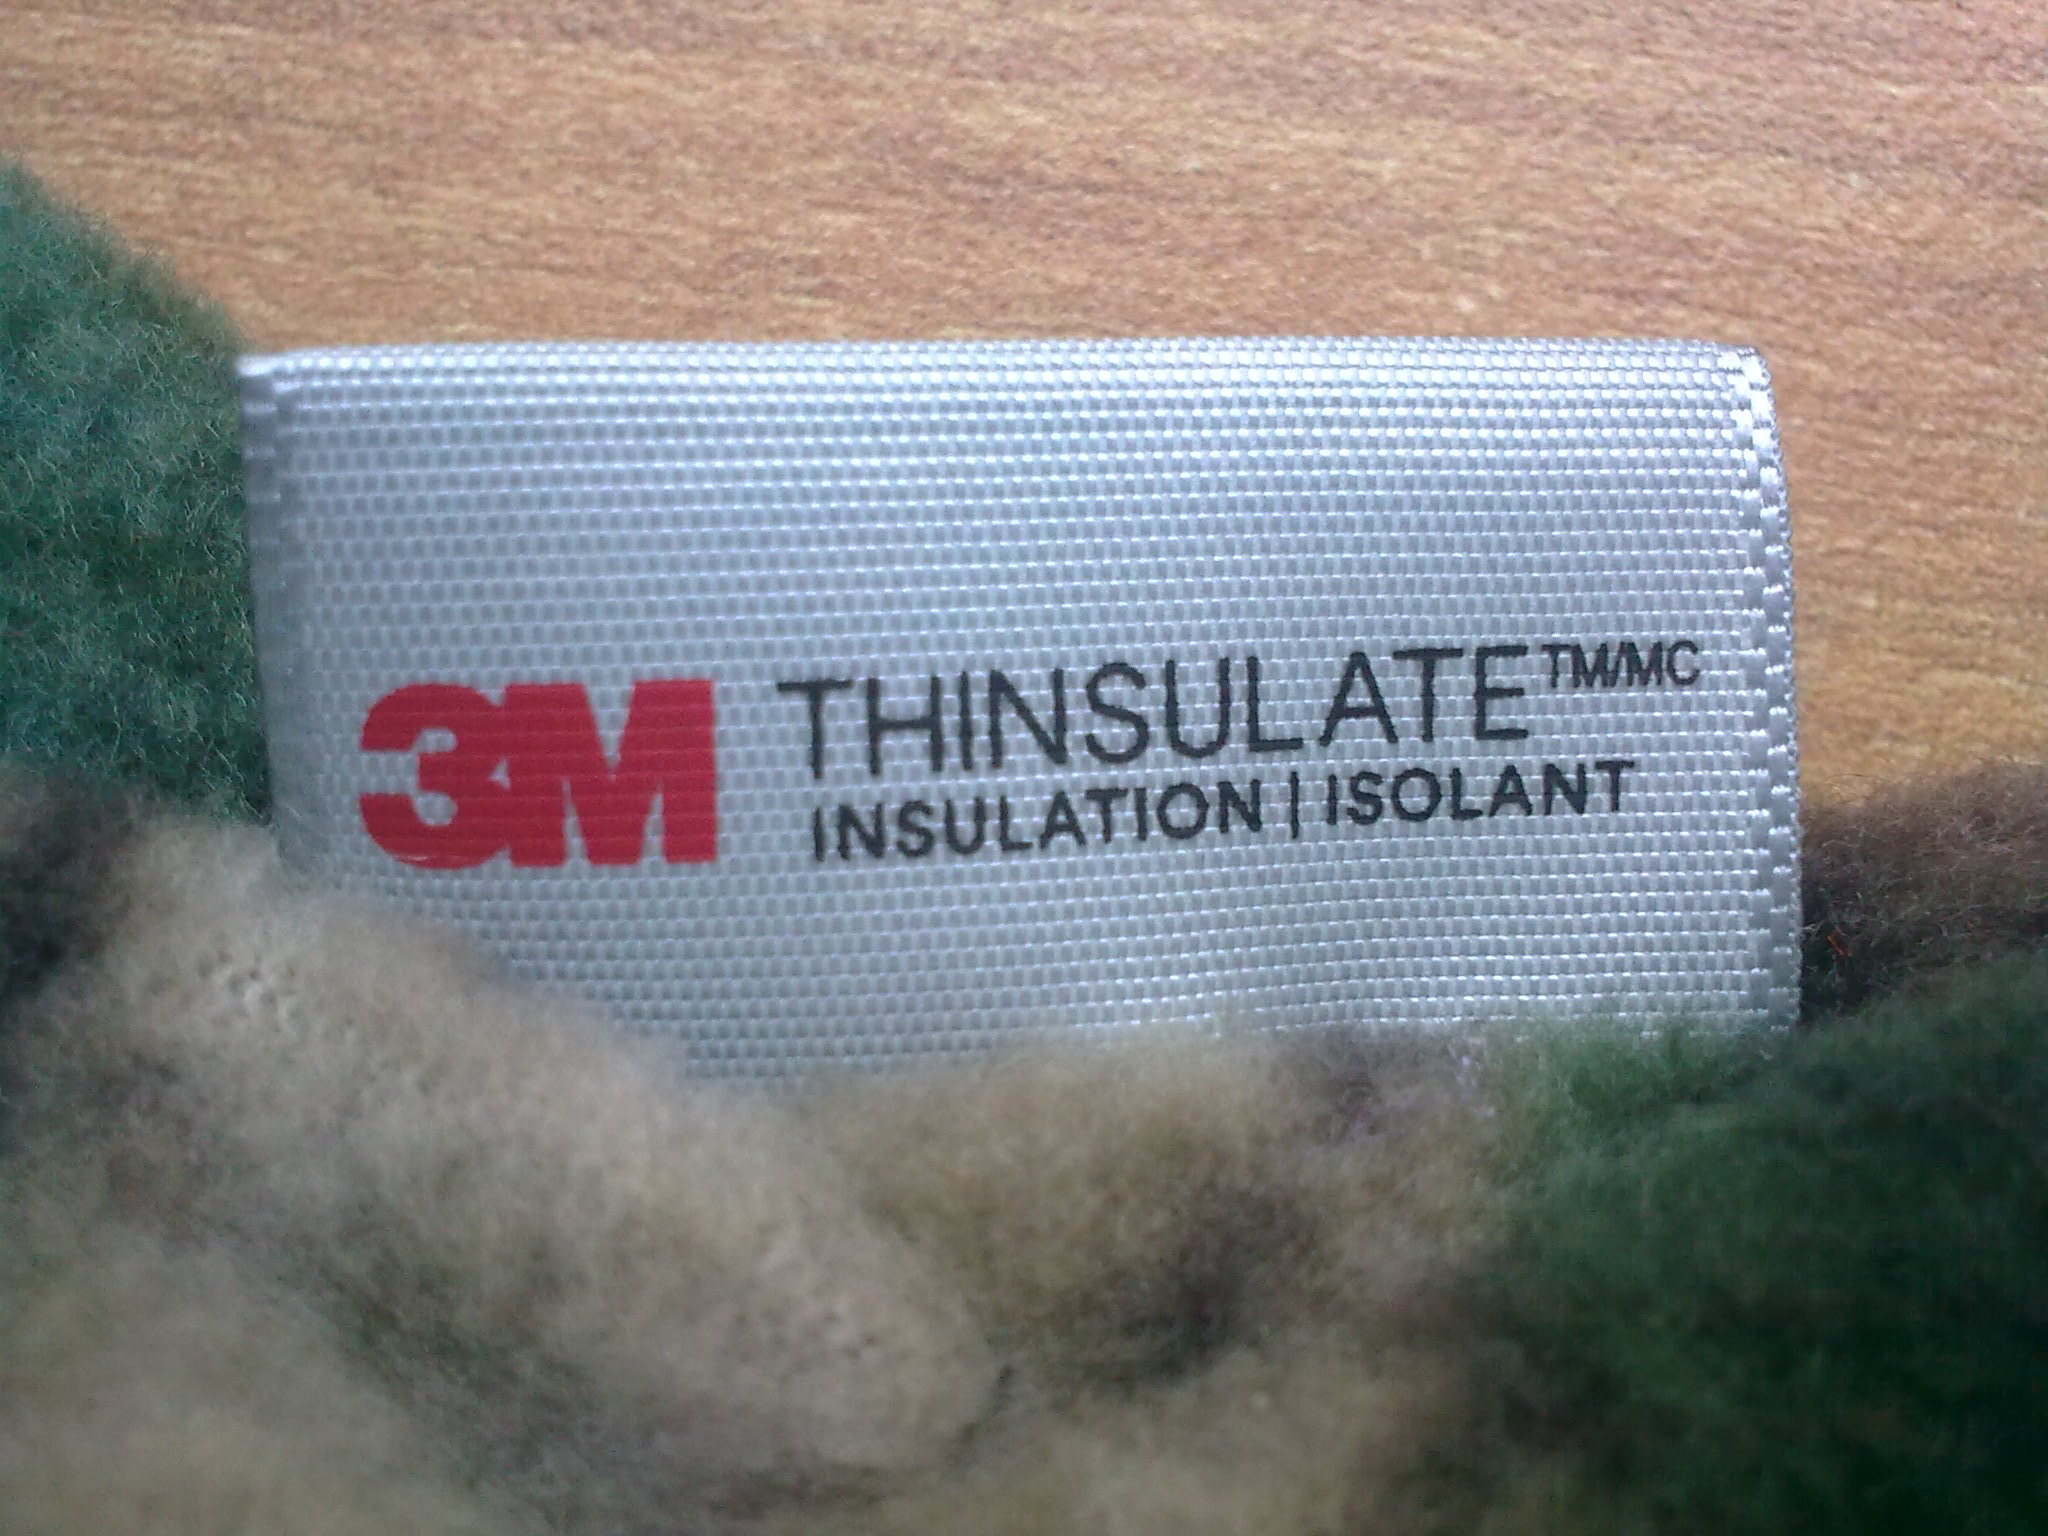 3M THINSULATE™/MC
INSULATION | ISOLANT